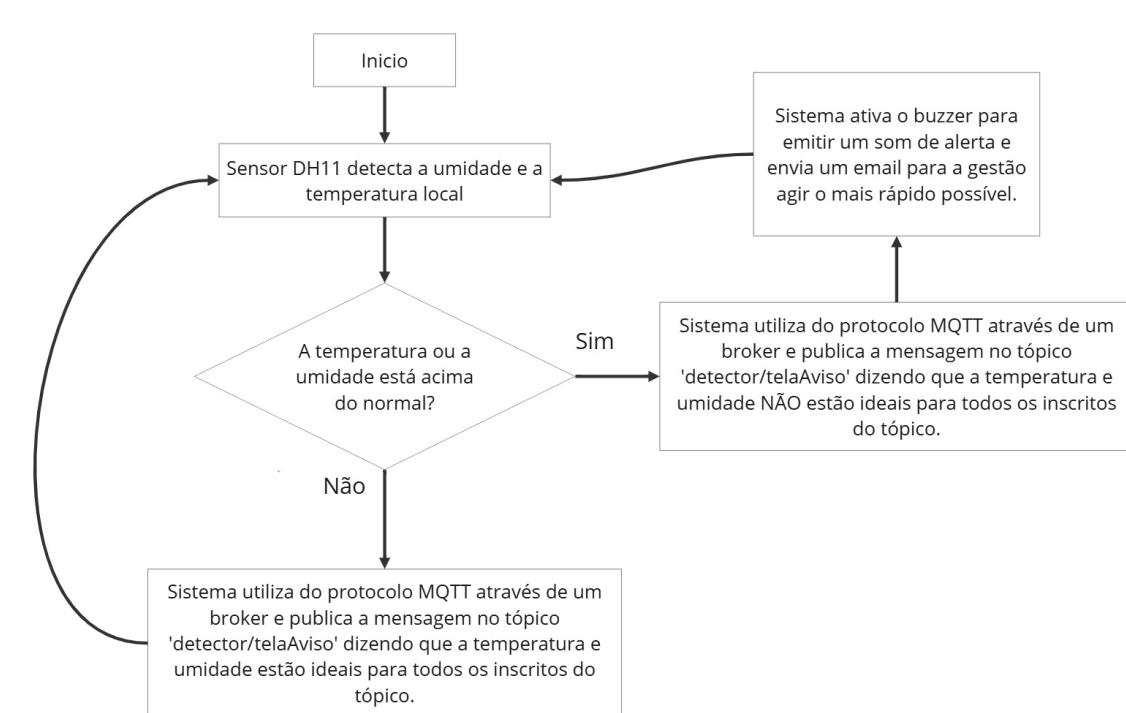 Inicio
Sensor DH11 detecta a umidade e a
temperatura local
A temperatura ou a
umidade está acima
do normal?
Sim
Sistema utiliza do protocolo MQTT através de um
broker e publica a mensagem no tópico
'detector/telaAviso' dizendo que a temperatura e
umidade NÃO estão ideais para todos os inscritos
do tópico.
Sistema ativa o buzzer para
emitir um som de alerta e
envia um email para a gestão
agir o mais rápido possível.
Não
Sistema utiliza do protocolo MQTT através de um
broker e publica a mensagem no tópico
'detector/telaAviso' dizendo que a temperatura e
umidade estão ideais para todos os inscritos do
tópico.